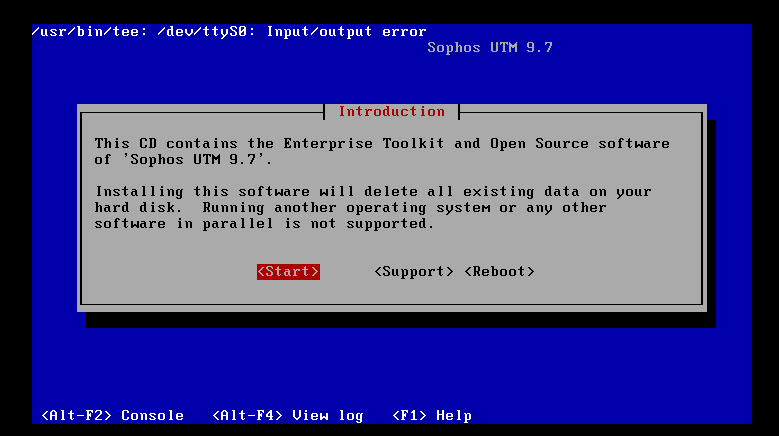 /usr/bin/tee: /dev/ttyS0: Input/output error
Sophos UTM 9.7
Introduction
This CD contains the Enterprise Toolkit and Open Source software
of 'Sophos UTM 9.7'.
Installing this software will delete all existing data on your
hard disk.  Running another operating system or any other
software in parallel is not supported.
<Start> <Support> <Reboot>
<Alt-F2> Console <Alt-F4> View log <F1> Help